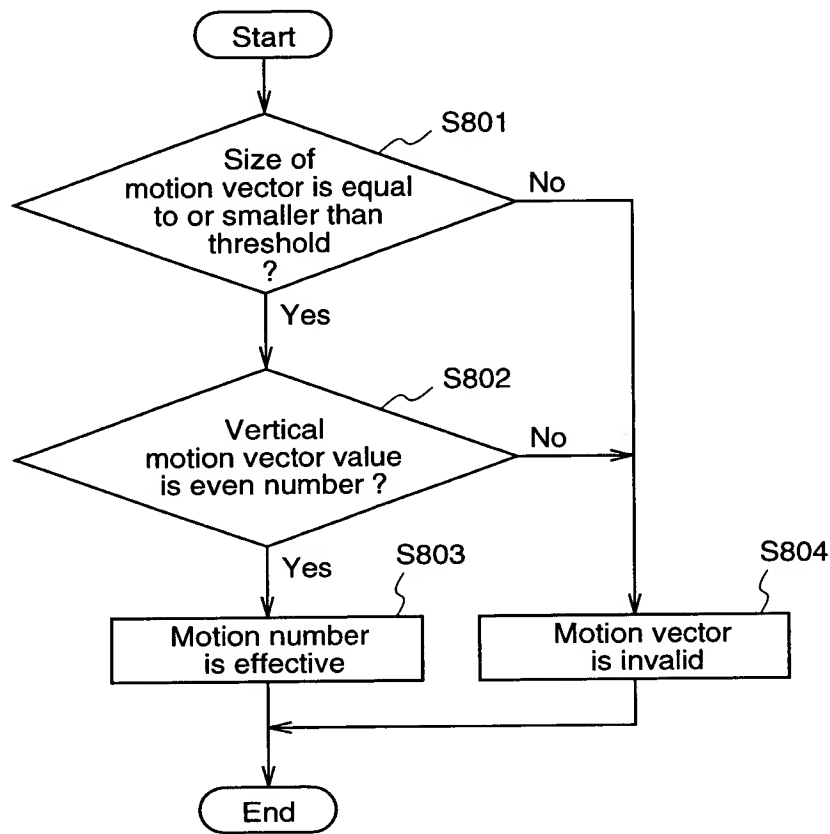 Start
S801
Size of
motion vector is equal
to or smaller than
threshold
?
No
Yes
S802
Vertical
motion vector value
is even number ?
No
Yes
S803
Motion number
is effective
S804
Motion vector
is invalid
End